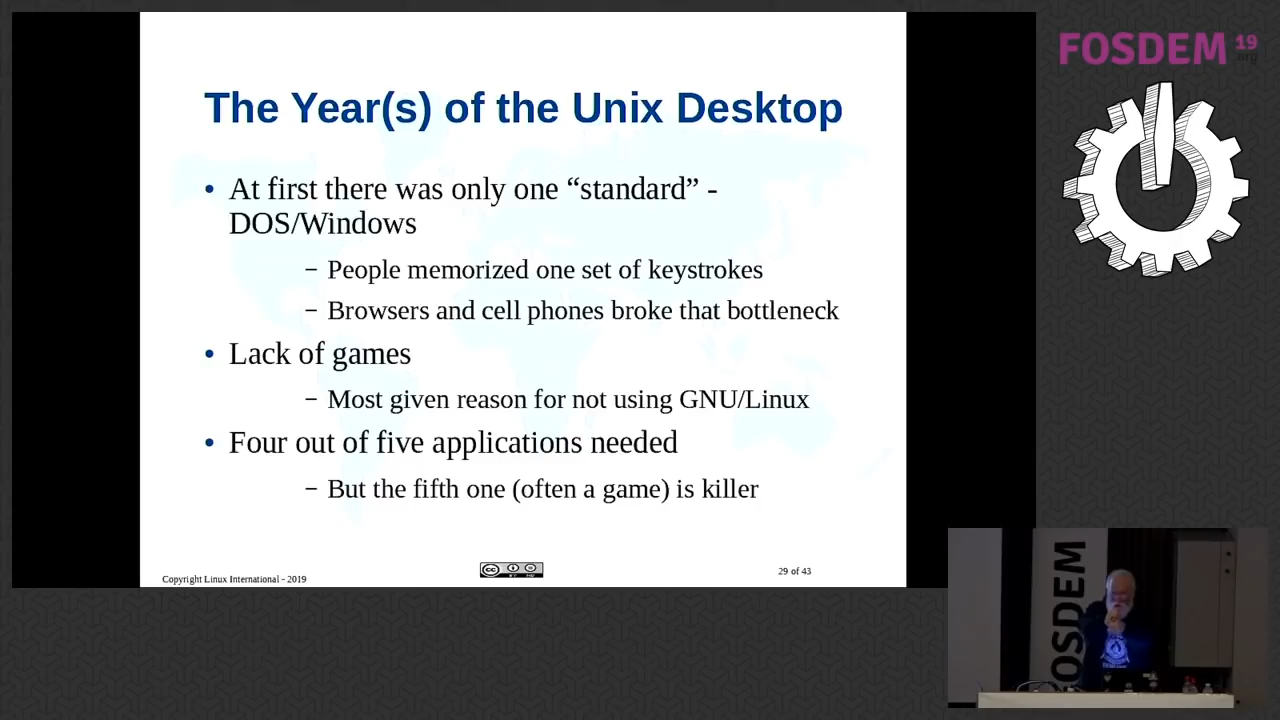 The Year(s) of the Unix Desktop
• At first there was only one “standard” -
DOS/Windows
– People memorized one set of keystrokes
– Browsers and cell phones broke that bottleneck
• Lack of games
– Most given reason for not using GNU/Linux
• Four out of five applications needed
– But the fifth one (often a game) is killer
Copyright Linux International - 2019
cc
29 of 43
FOSDEM 19
.org
FOSDEM